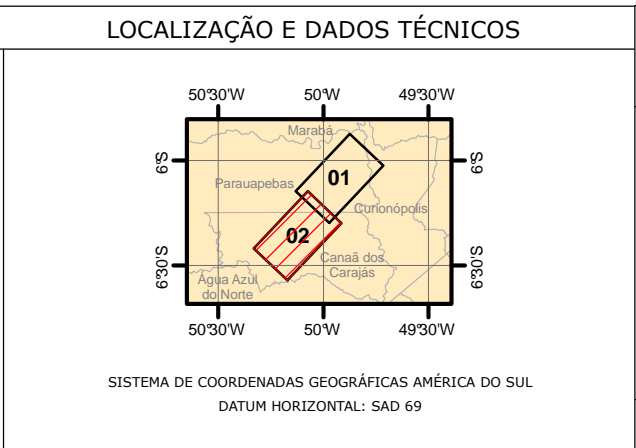 LOCALIZAÇÃO E DADOS TÉCNICOS
50°30'W 50°W 49°30'W
Marabá
6°S 6°S
01
Parauapebas
Curionópolis
02
Canaã dos
Carajás
6°30'S 6°30'S
Água Azul
do Norte
50°30'W 50°W 49°30'W
SISTEMA DE COORDENADAS GEOGRÁFICAS AMÉRICA DO SUL
DATUM HORIZONTAL: SAD 69